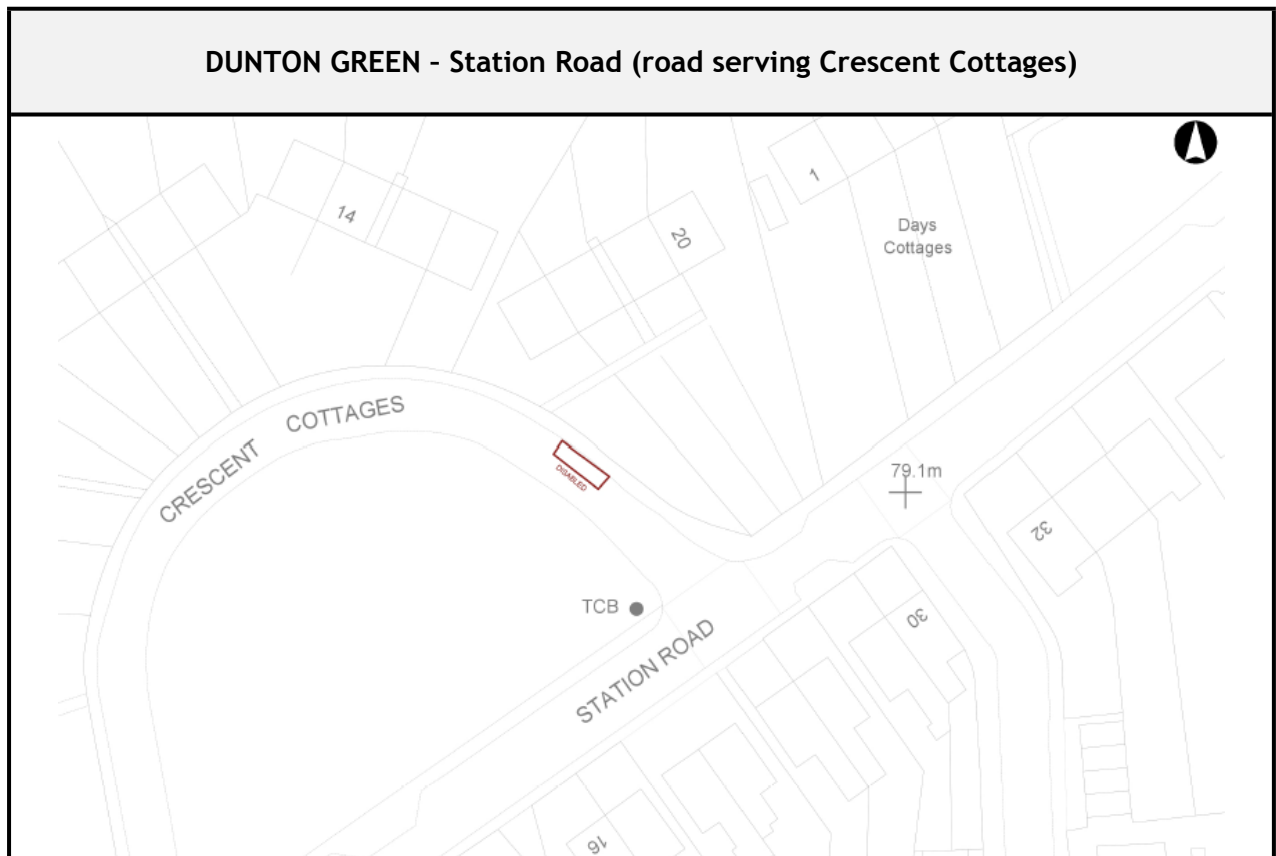 DUNTON GREEN – Station Road (road serving Crescent Cottages)
14
20
1
Days
Cottages
CRESCENT COTTAGES
DISABLED
79.1m
32
TCB
30
STATION ROAD
16